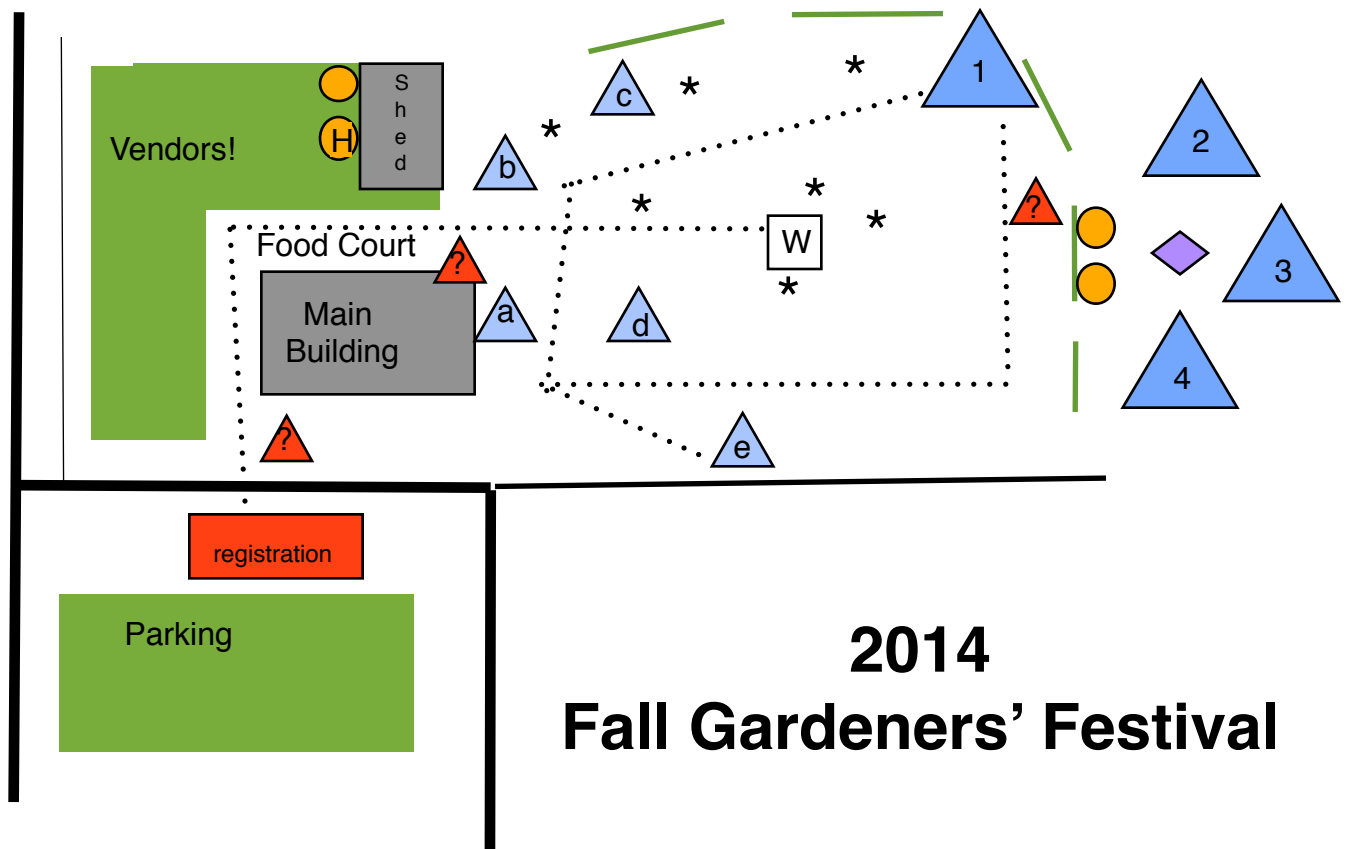 1
S
h
e
d
c
*
*
2
H
Vendors!
*
b
*
*
?
*
Food Court
W
?
3
*
Main
Building
a
d
4
?
e
registration
Parking
2014
Fall Gardeners’ Festival